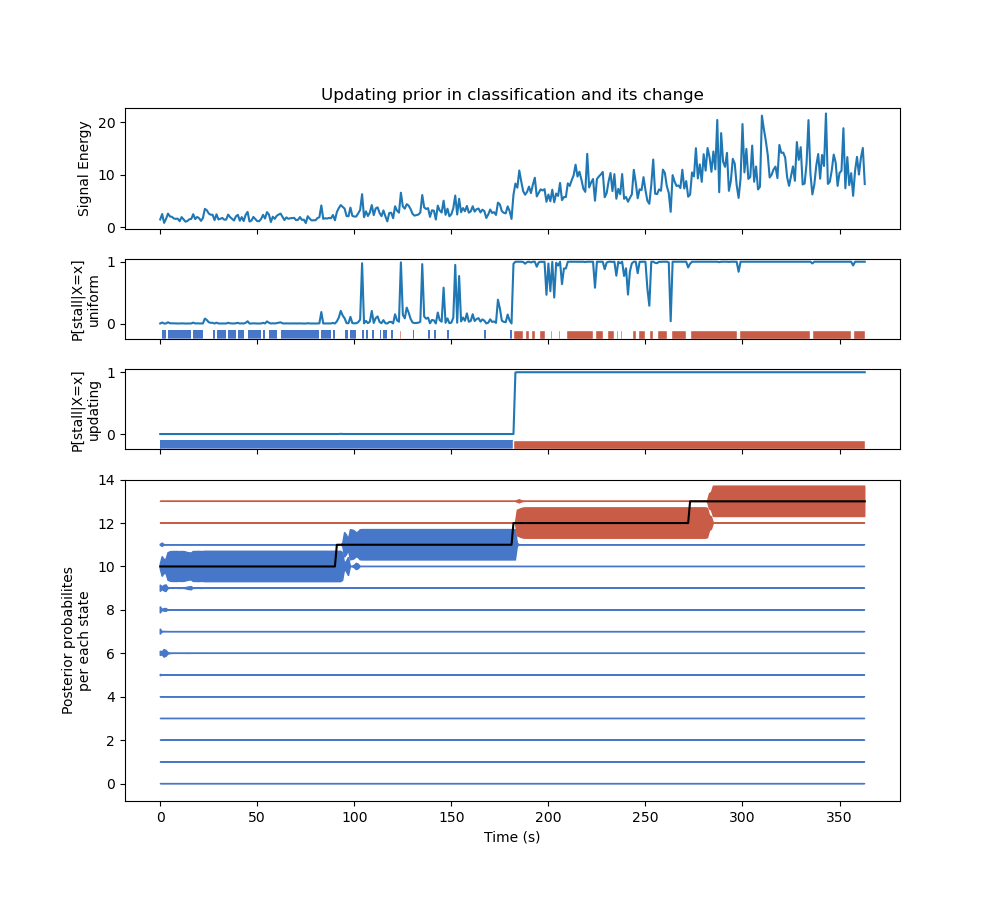 Updating prior in classification and its change
Signal Energy
20
10
0
P[stall|X=x]
uniform
1
0
P[stall|X=x]
updating
1
0
Posterior probabilites
per each state
14
12
10
8
6
4
2
0
0 50 100 150 200 250 300 350
Time (s)